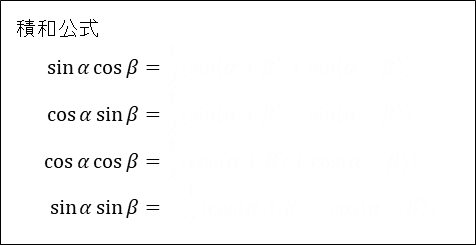 積和公式
sin α cos β =
cos α sin β =
cos α cos β =
sin α sin β =